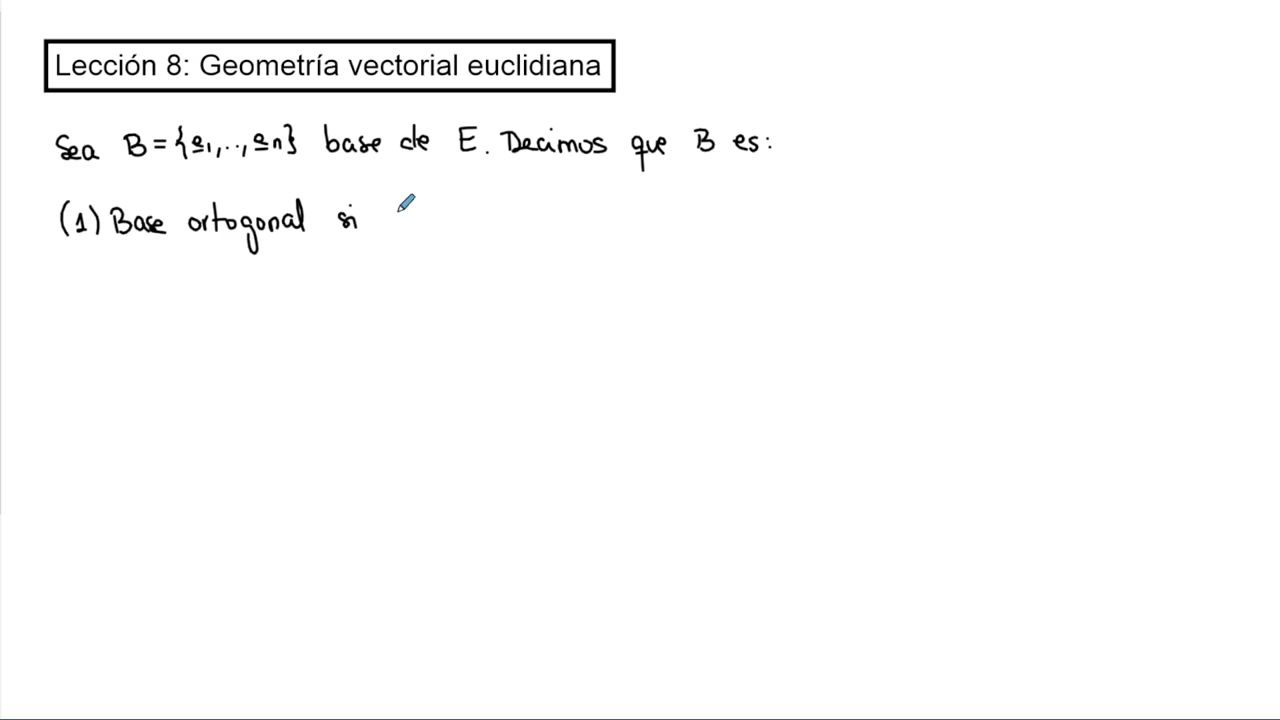 Lección 8: Geometría vectorial euclidiana
Sea B={e₁,..,eₙ} base de E. Decimos que B es:
(1) Base ortogonal si